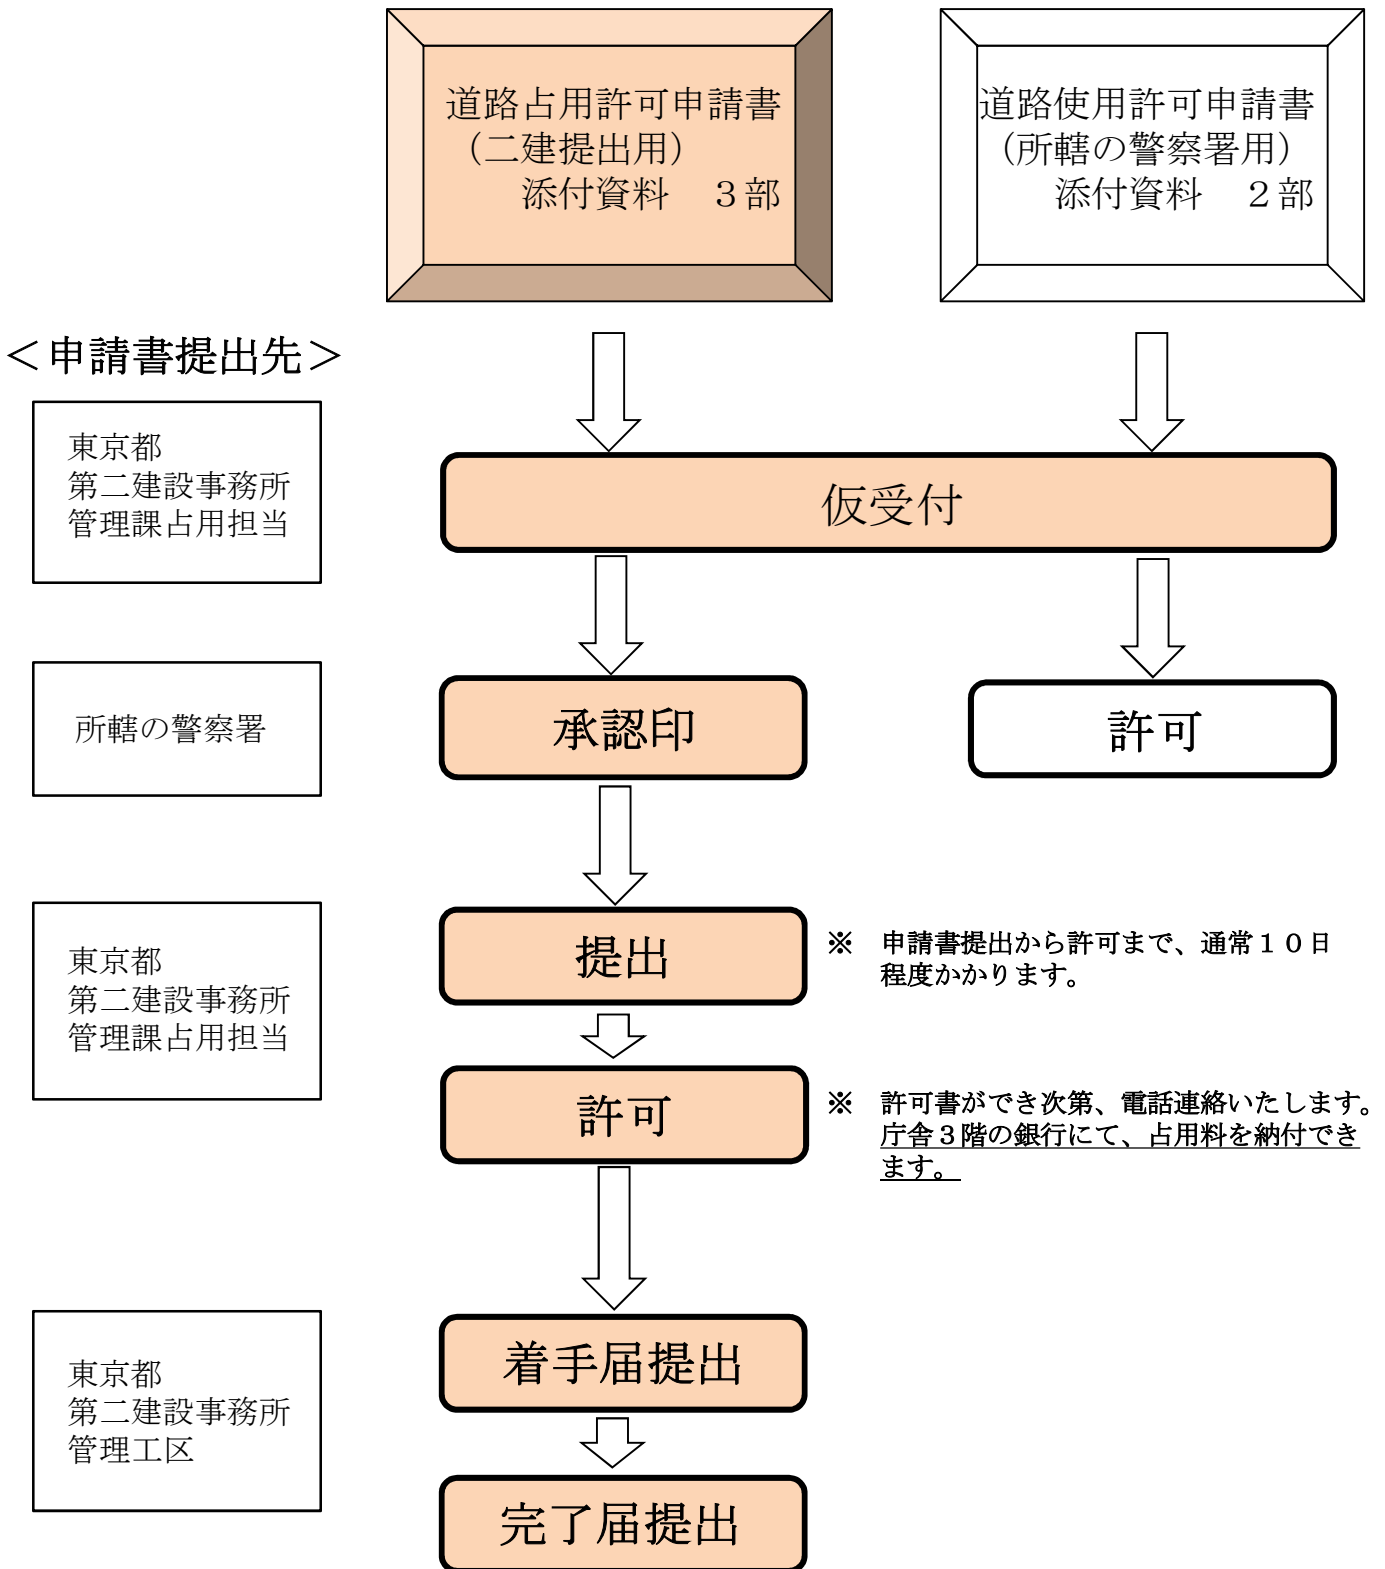 道路占用許可申請書
（二建提出用）
添付資料　３部
道路使用許可申請書
（所轄の警察署用）
添付資料　２部
＜申請書提出先＞
東京都
第二建設事務所
管理課占用担当
仮受付
所轄の警察署
承認印
許可
東京都
第二建設事務所
管理課占用担当
提出
※　申請書提出から許可まで、通常１０日
程度かかります。
許可
※　許可書ができ次第、電話連絡いたします。
庁舎３階の銀行にて、占用料を納付でき
ます。
東京都
第二建設事務所
管理工区
着手届提出
完了届提出